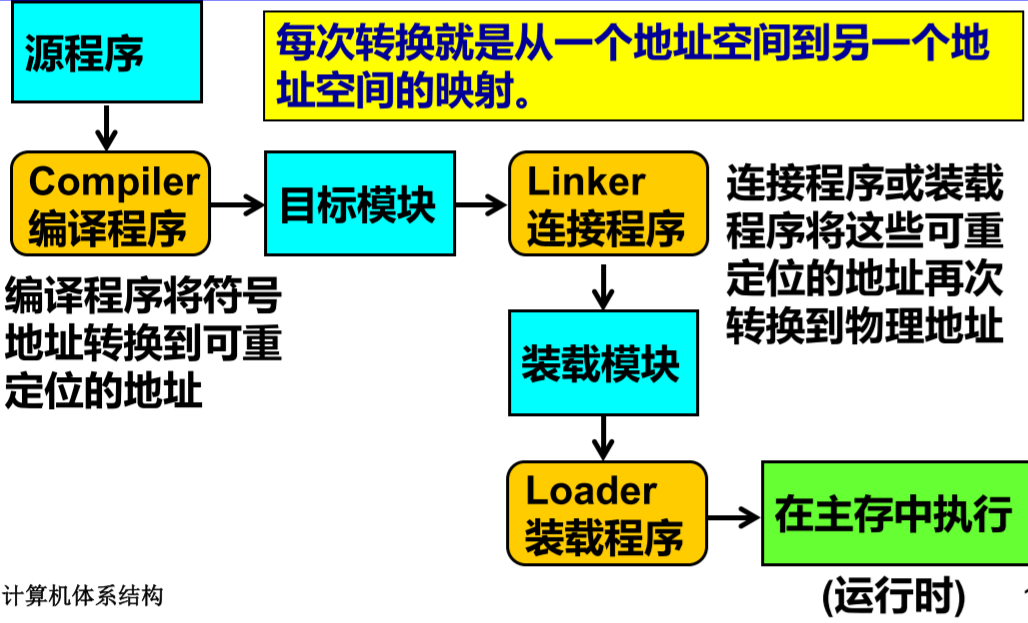 源程序
每次转换就是从一个地址空间到另一个地
址空间的映射。
Compiler
编译程序
目标模块
Linker
连接程序
连接程序或装载
程序将这些可重
定位的地址再次
转换到物理地址
编译程序将符号
地址转换到可重
定位的地址
装载模块
Loader
装载程序
在主存中执行
(运行时)
计算机体系结构